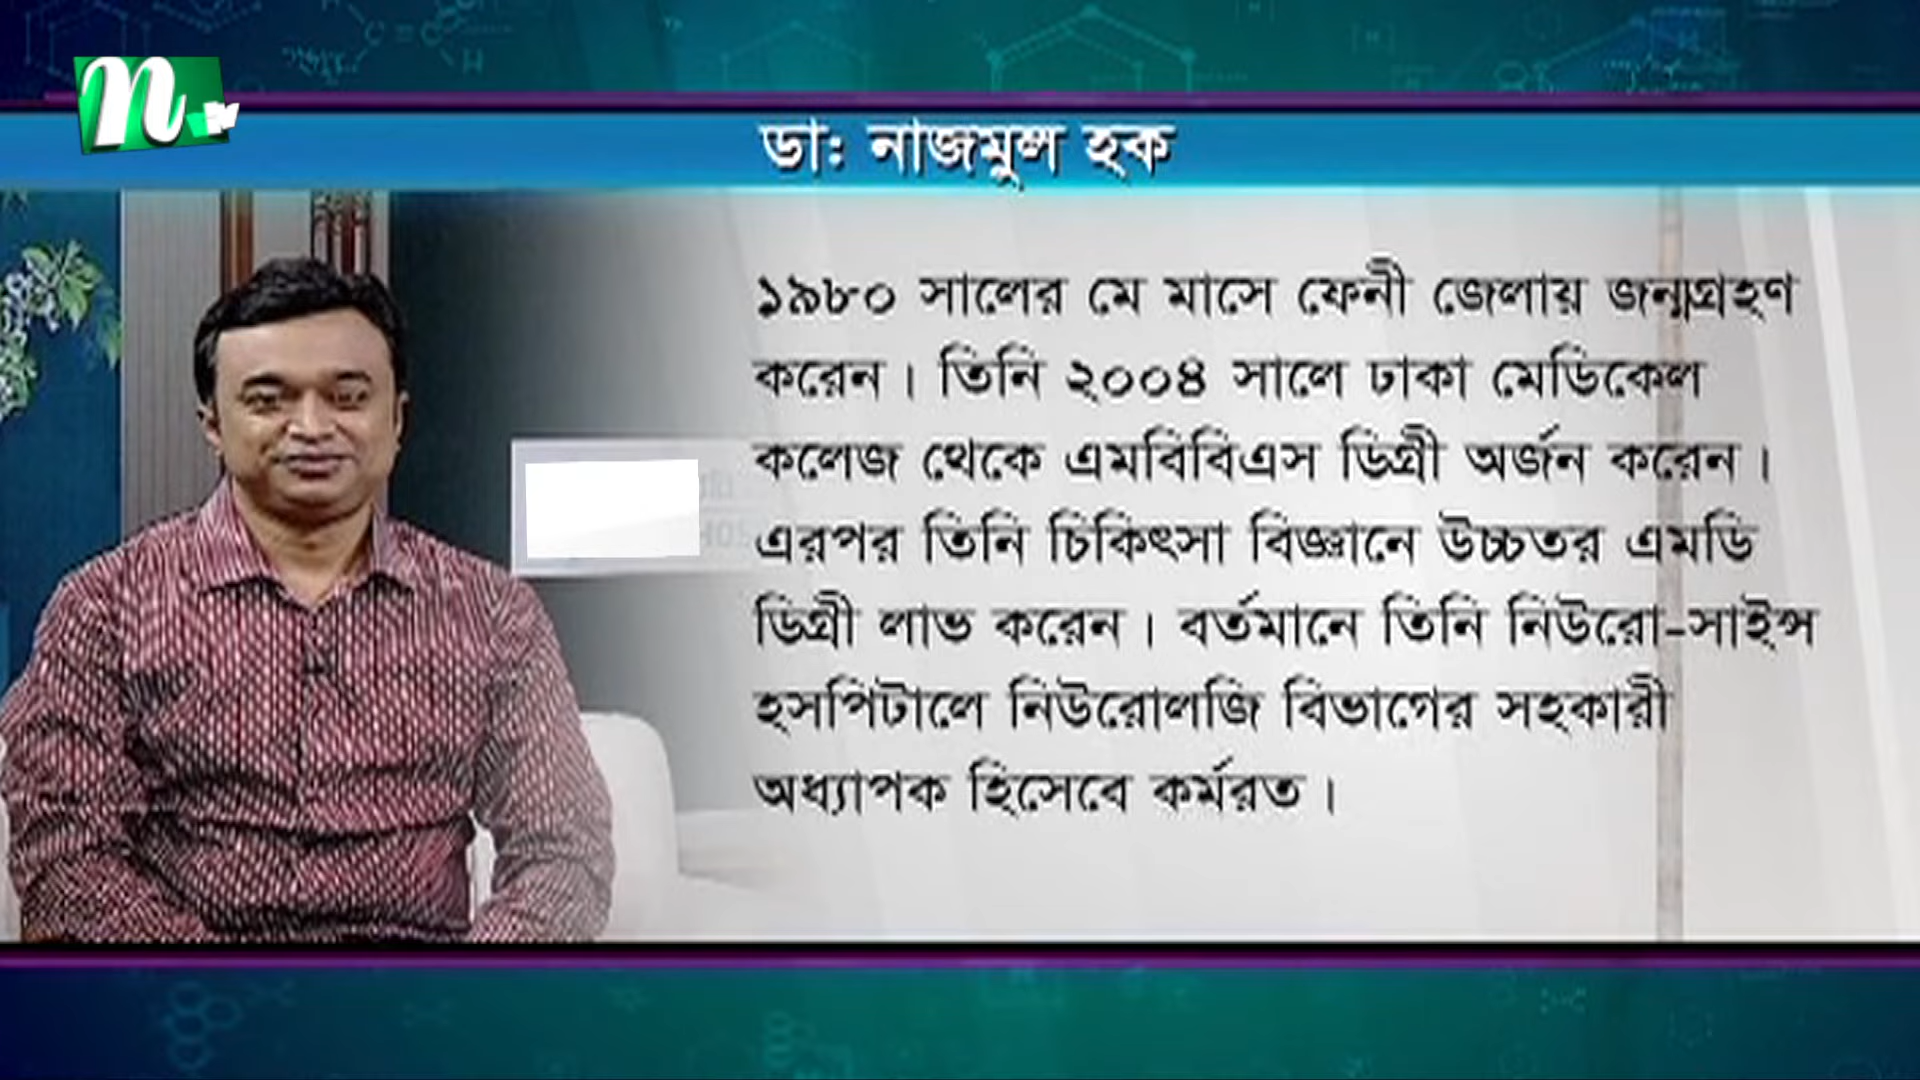 n
ডা: নাজমুল হক
১৯৮০ সালের মে মাসে ফেনী জেলায় জন্মগ্রহণ
করেন। তিনি ২০০৪ সালে ঢাকা মেডিকেল
কলেজ থেকে এমবিবিএস ডিগ্রী অর্জন করেন।
এরপর তিনি চিকিৎসা বিজ্ঞানে উচ্চতর এমডি
ডিগ্রী লাভ করেন। বর্তমানে তিনি নিউরো-সাইন্স
হসপিটালে নিউরোলজি বিভাগের সহকারী
অধ্যাপক হিসেবে কর্মরত।